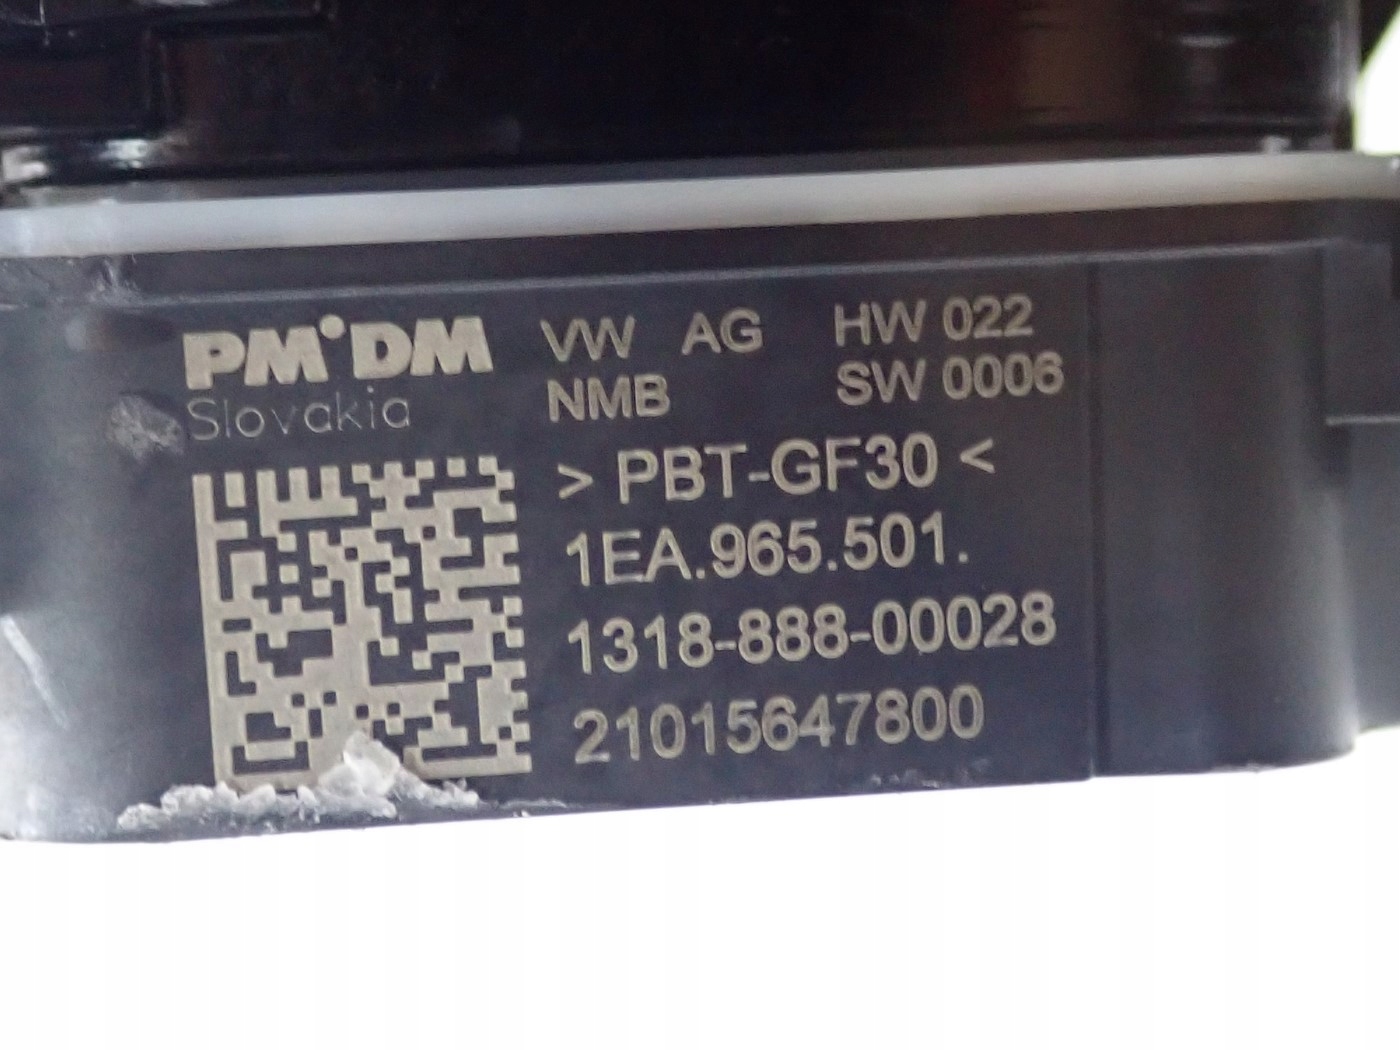 PM°DM VW AG HW 022
Slovakia NMB SW 0006
> PBT-GF30 <
1EA.965.501.
1318-888-00028
21015647800